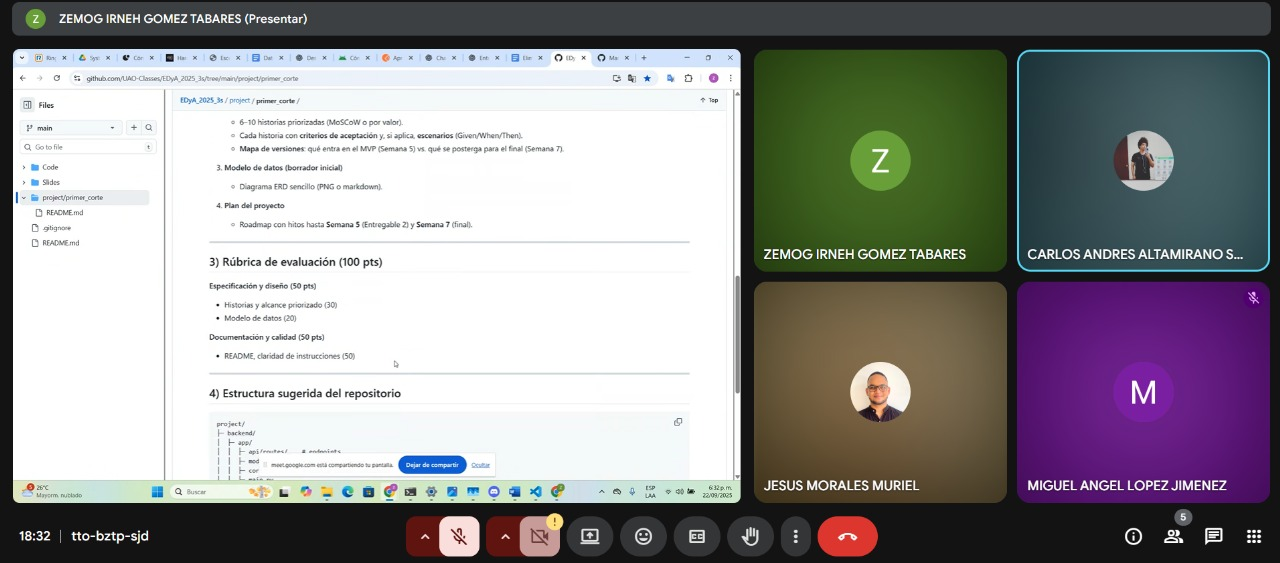 Z ZEMOG IRNEH GOMEZ TABARES (Presentar)
github.com/UAO-Classes/EDyA_2025_3s/tree/main/project/primer_corte
Files
main
Go to file
t
Code
Slides
project/primer_corte
README.md
.gitignore
README.md
EDyA_2025_3s / project / primer_corte /
Top
6–10 historias priorizadas (MoSCoW o por valor).
Cada historia con criterios de aceptación y, si aplica, escenarios (Given/When/Then).
Mapa de versiones: qué entra en el MVP (Semana 5) vs. qué se posterga para el final (Semana 7).
3. Modelo de datos (borrador inicial)
Diagrama ERD sencillo (PNG o markdown).
4. Plan del proyecto
Roadmap con hitos hasta Semana 5 (Entregable 2) y Semana 7 (final).
3) Rúbrica de evaluación (100 pts)
Especificación y diseño (50 pts)
Historias y alcance priorizado (30)
Modelo de datos (20)
Documentación y calidad (50 pts)
README, claridad de instrucciones (50)
4) Estructura sugerida del repositorio
project/
├─ backend/
│ ├─ app/
│ │ ├─ api/routes/ # endpoints
│ │ ├─ mod
│ │ ├─ cor
meet.google.com está compartiendo tu pantalla.
Dejar de compartir
Ocultar
26°C
Mayorm. nublado
Buscar
ESP
LAA
6:32 p.m.
22/09/2025
Z
ZEMOG IRNEH GOMEZ TABARES
CARLOS ANDRES ALTAMIRANO S...
JESUS MORALES MURIEL
M
MIGUEL ANGEL LOPEZ JIMENEZ
18:32 | tto-bztp-sjd
5